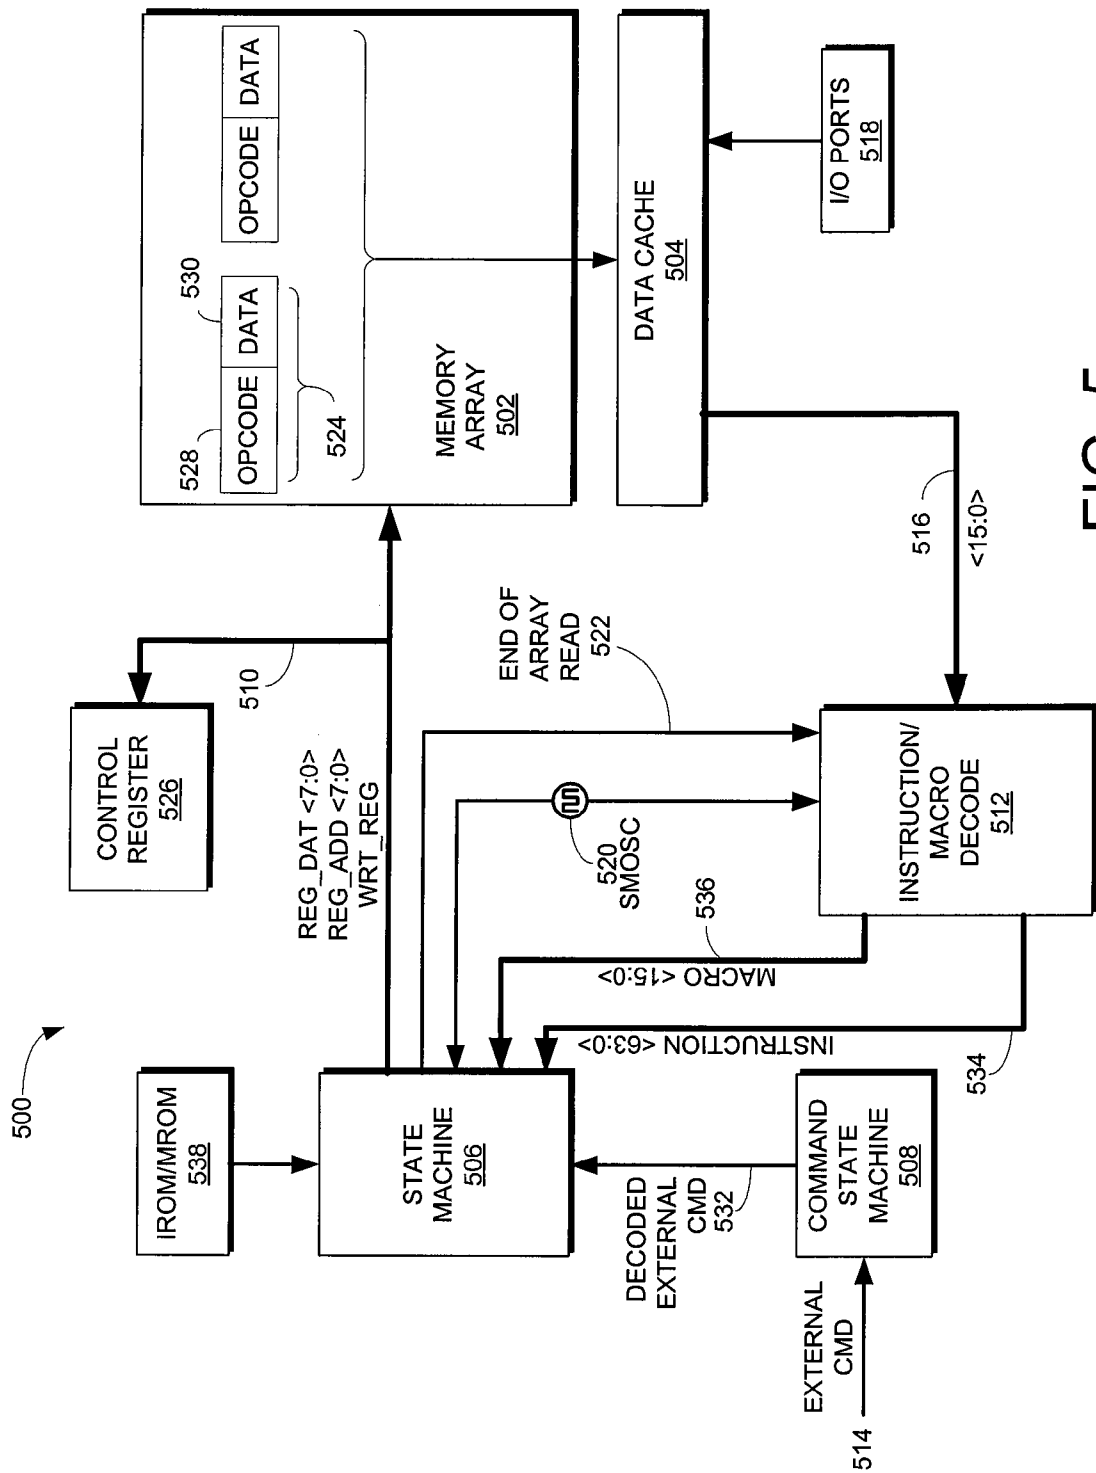 500
IROM/MROM
538
STATE
MACHINE
506
DECODED
EXTERNAL
CMD
532
COMMAND
STATE
MACHINE
508
EXTERNAL
CMD
514
CONTROL
REGISTER
526
510
REG_DAT <7:0>
REG_ADD <7:0>
WRT_REG
END OF
ARRAY
READ
522
520
SMOSC
536
MACRO <15:0>
INSTRUCTION <63:0>
534
INSTRUCTION/
MACRO
DECODE
512
528
530
OPCODE
DATA
OPCODE
DATA
524
MEMORY
ARRAY
502
DATA CACHE
504
I/O PORTS
518
516
<15:0>